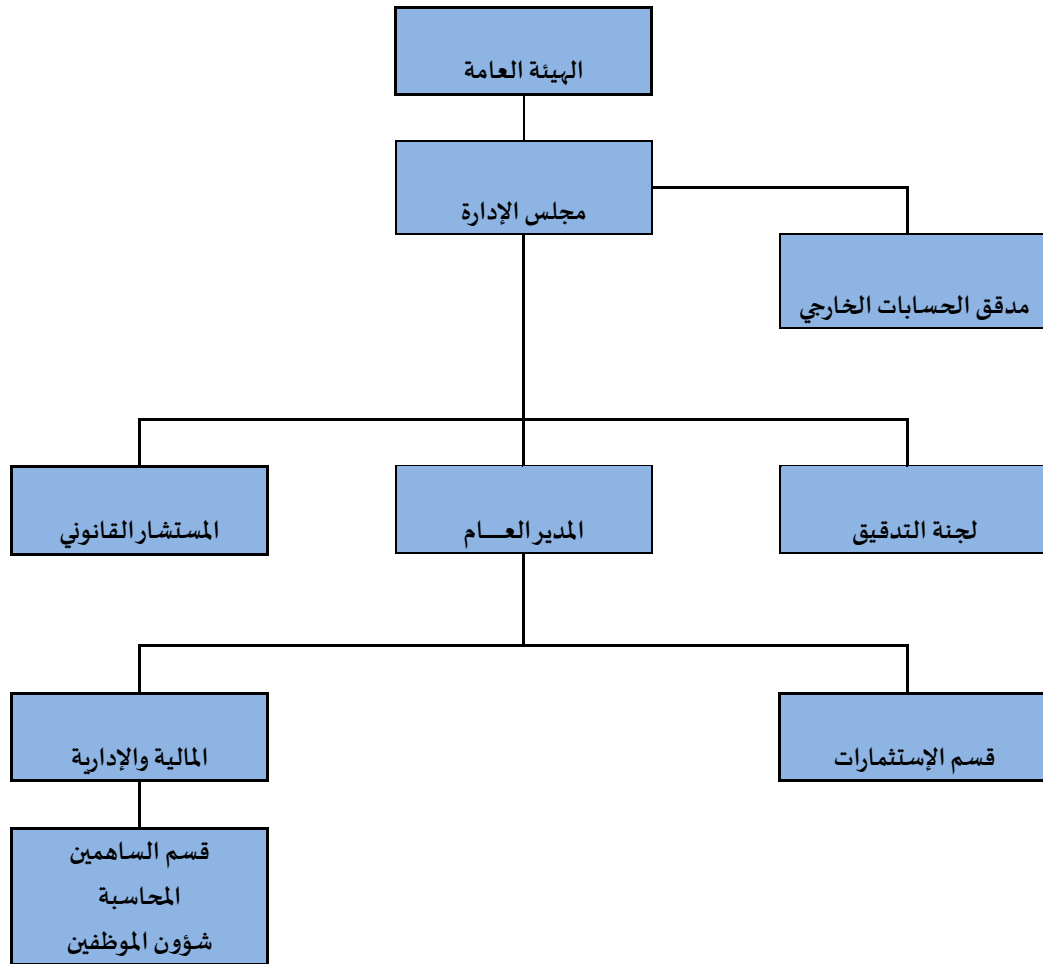 الهيئة العامة
مجلس الإدارة
مدقق الحسابات الخارجي
لجنة التدقيق
المدير العـــام
المستشار القانوني
قسم الإستثمارات
المالية والإدارية
قسم الساهمين
المحاسبة
شؤون الموظفين